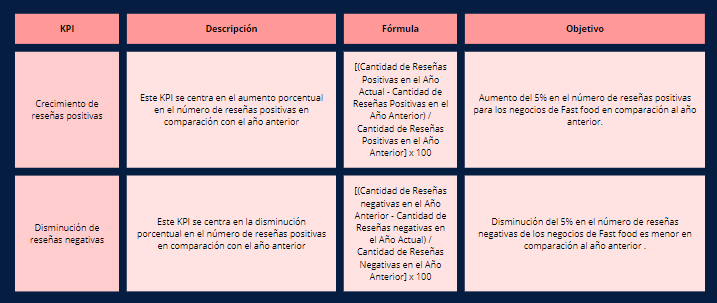 KPI
Descripción
Fórmula
Objetivo
Crecimiento de
reseñas positivas
Este KPI se centra en el aumento porcentual
en el número de reseñas positivas en
comparación con el año anterior
[(Cantidad de Reseñas
Positivas en el Año
Actual - Cantidad de
Reseñas Positivas en el
Año Anterior) /
Cantidad de Reseñas
Positivas en el Año
Anterior] x 100
Aumento del 5% en el número de reseñas positivas
para los negocios de Fast food en comparación al año
anterior.
Disminución de
reseñas negativas
Este KPI se centra en la disminución
porcentual en el número de reseñas positivas
en comparación con el año anterior
[(Cantidad de Reseñas
negativas en el Año
Anterior - Cantidad de
Reseñas negativas en
el Año Actual) /
Cantidad de Reseñas
Negativas en el Año
Anterior] x 100
Disminución del 5% en el número de reseñas
negativas de los negocios de Fast food es menor en
comparación al año anterior .